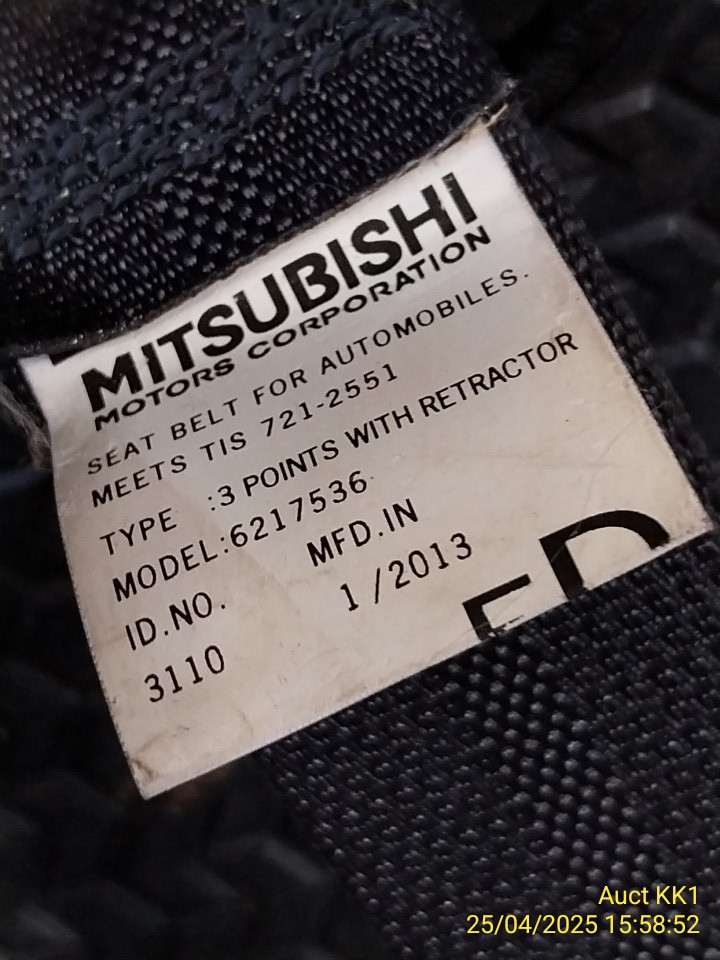 MITSUBISHI
MOTORS CORPORATION
SEAT BELT FOR AUTOMOBILES.
MEETS TIS 721-2551
TYPE :3 POINTS WITH RETRACTOR
MODEL:6217536
ID.NO. MFD.IN
3110 1/2013
Auct KK1
25/04/2025 15:58:52